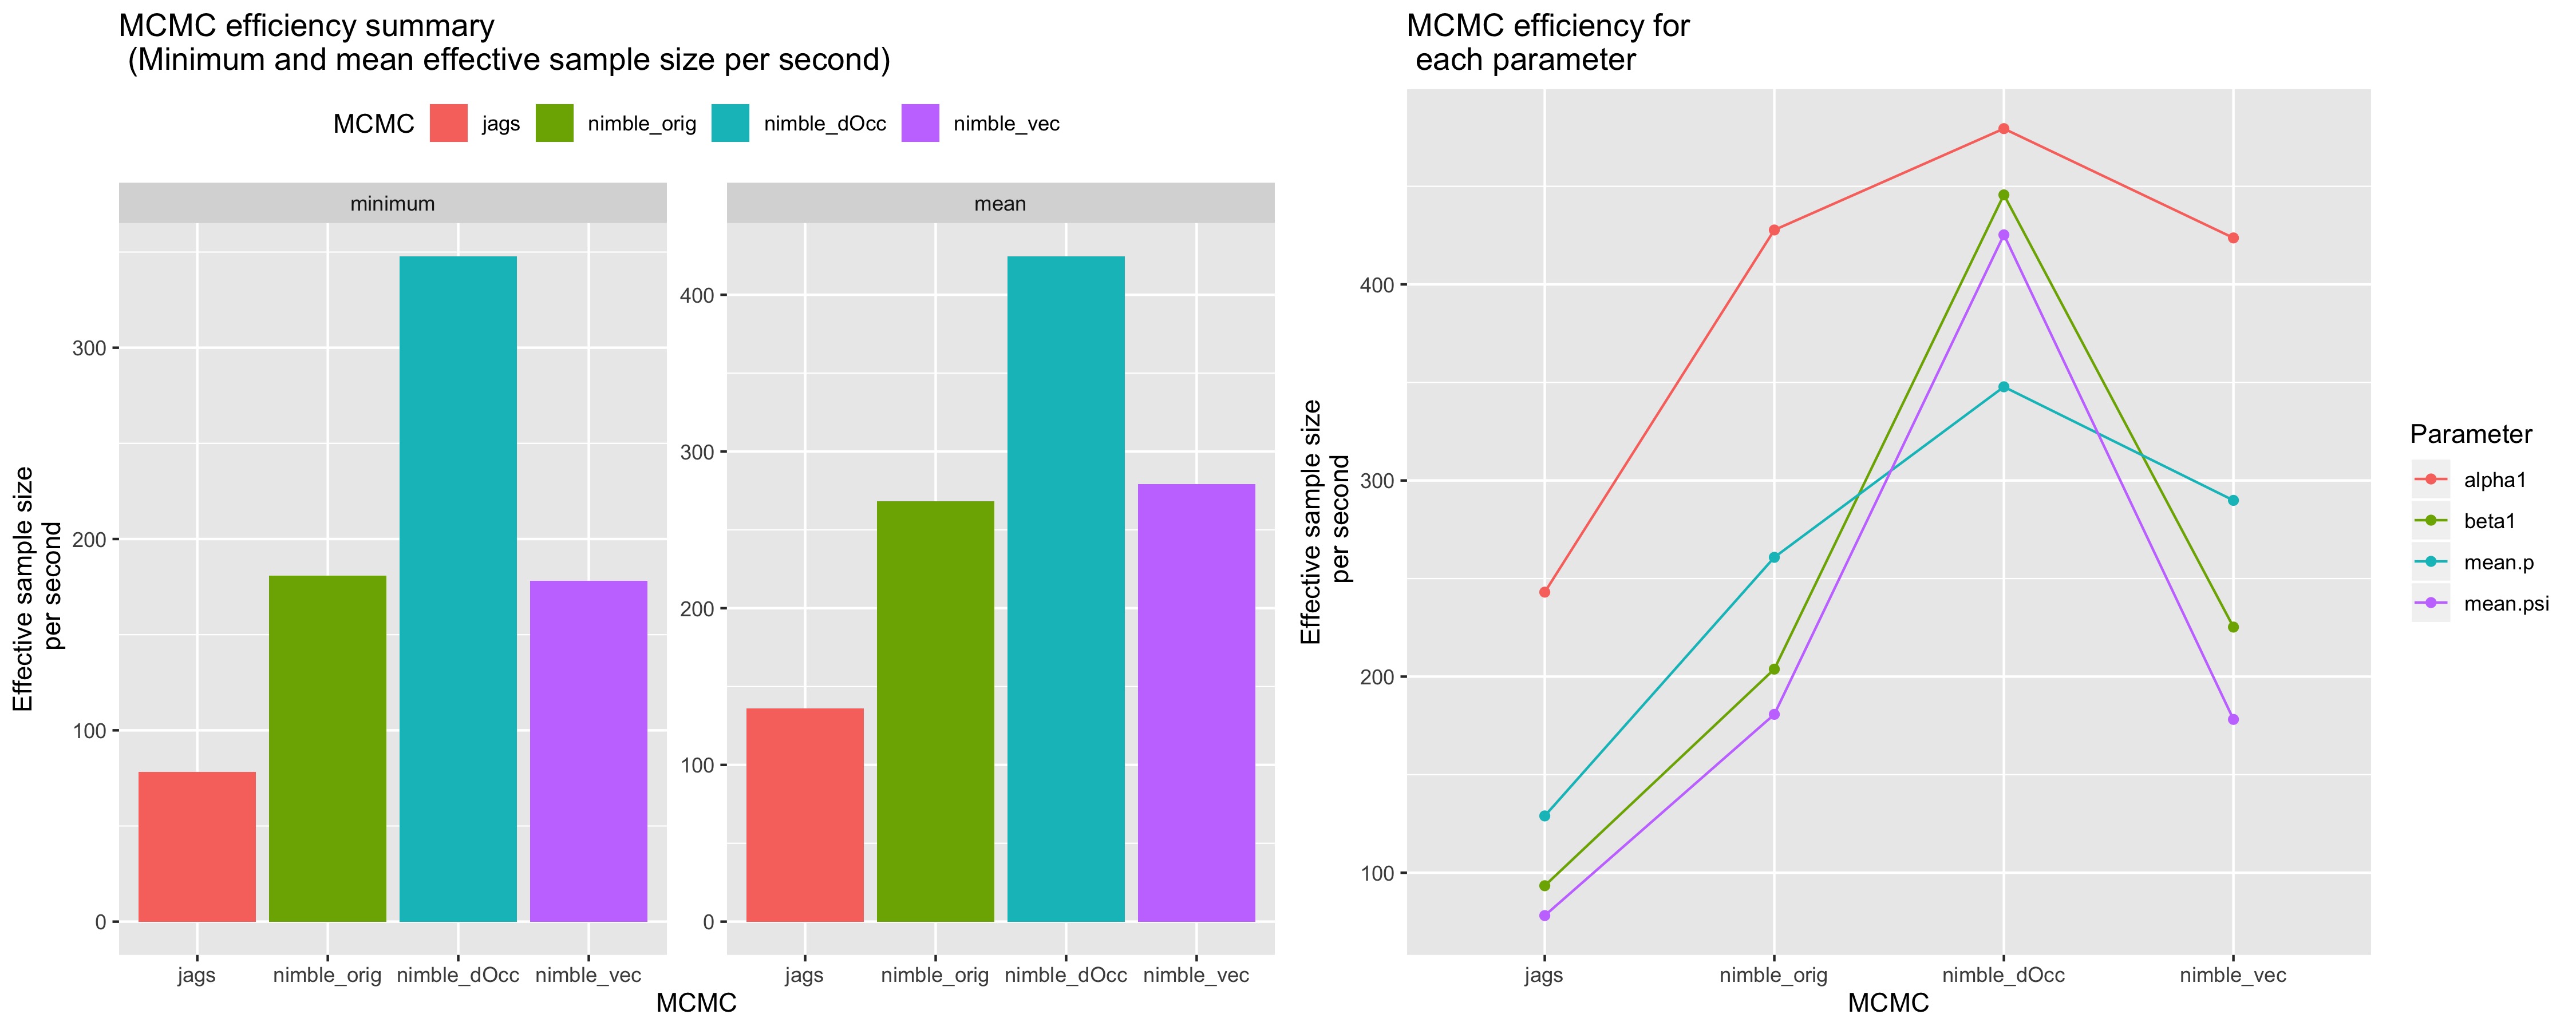 MCMC efficiency summary
(Minimum and mean effective sample size per second)
MCMC jags nimble_orig nimble_dOcc nimble_vec
minimum
mean
Effective sample size
per second
300
200
100
0
400
300
200
100
0
jags nimble_orig nimble_dOcc nimble_vec
jags nimble_orig nimble_dOcc nimble_vec
MCMC
MCMC efficiency for
each parameter
Effective sample size
per second
400
300
200
100
jags nimble_orig nimble_dOcc nimble_vec
MCMC
Parameter
alpha1
beta1
mean.p
mean.psi